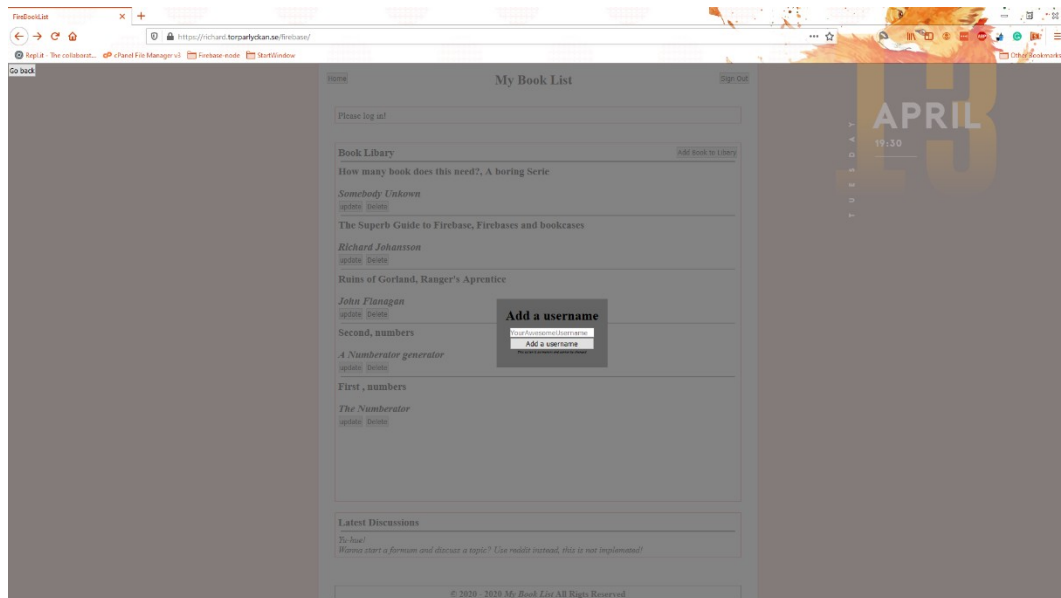 FireBookList
https://richard.torparlyckan.se/firebase/
Repl.it - The collaborat...
cPanel File Manager v3
Firebase-node
StartWindow
Other Bookmarks
Go back
Home
My Book List
Sign Out
Please log in!
Book Libary
Add Book to Libary
How many book does this need?, A boring Serie
Somebody Unkown
update Delete
The Superb Guide to Firebase, Firebases and bookcases
Richard Johansson
update Delete
Ruins of Gorland, Ranger's Aprentice
John Flanagan
update Delete
Second, numbers
A Numberator generator
update Delete
First , numbers
The Numberator
update Delete
Add a username
YourAwesomeUsername
Add a username
Latest Discussions
Wanna start a formum and discuss a topic? Use reddit instead, this is not implemented!
© 2020 - 2020 My Book List All Rigts Reserved
TUESDAY
13
APRIL
19:30